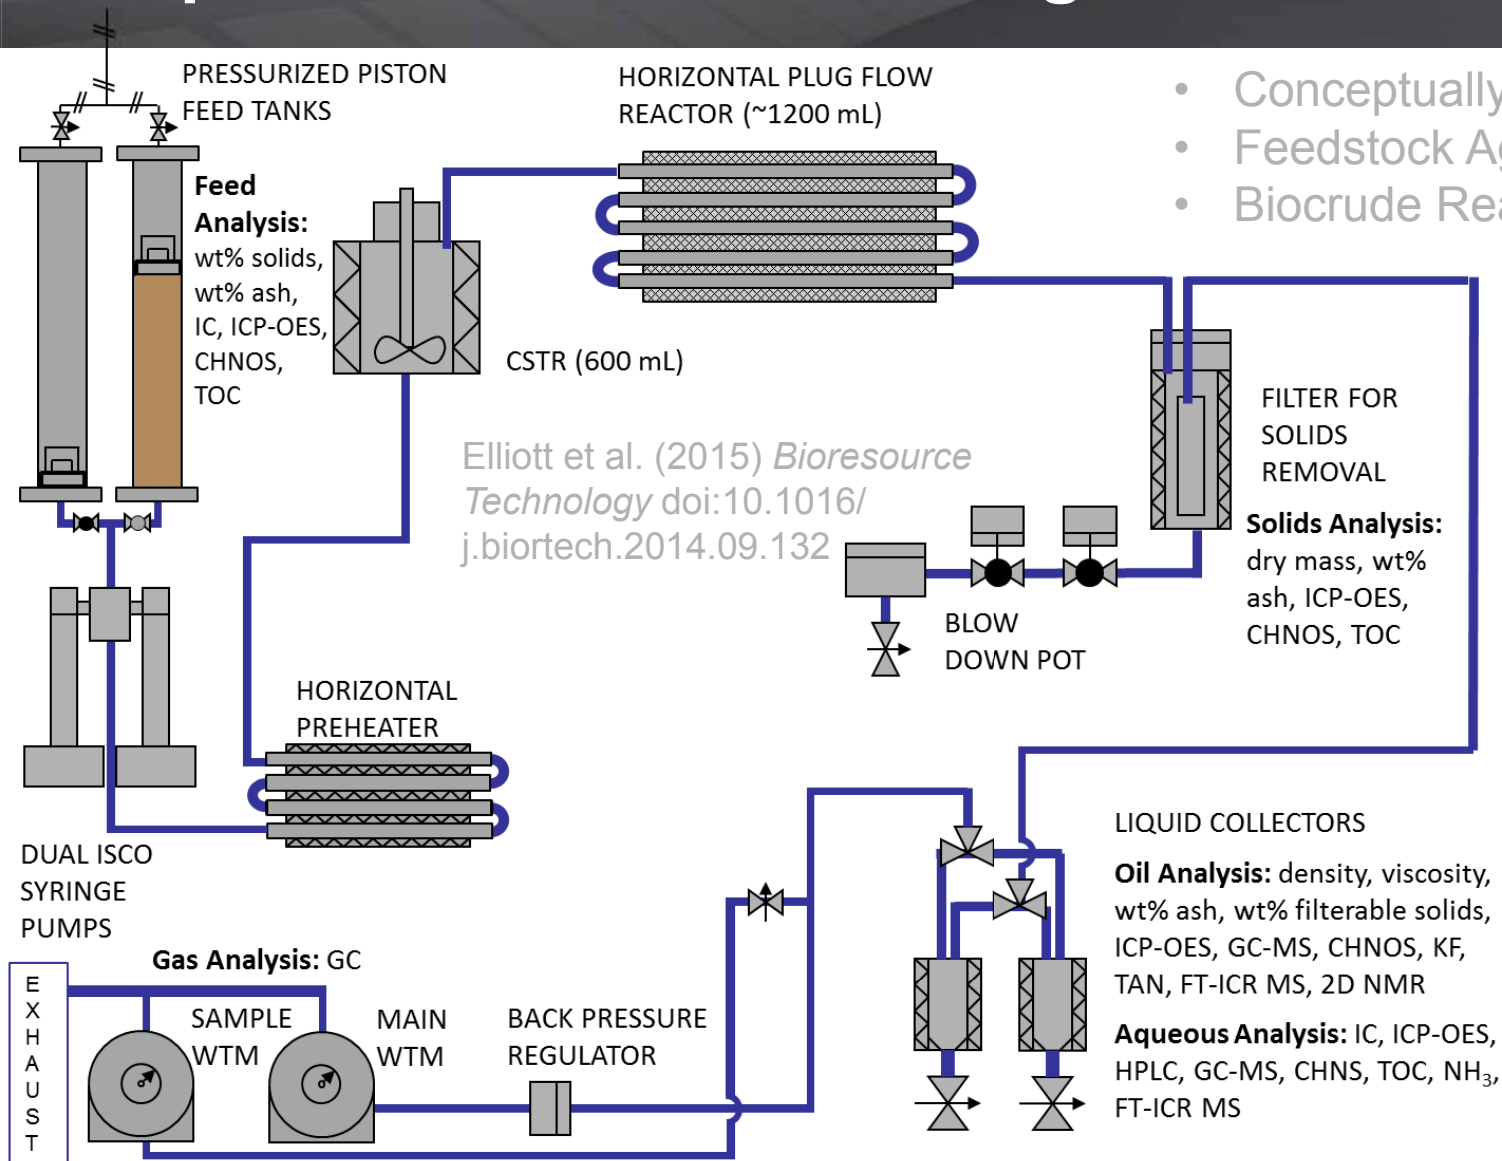 PRESSURIZED PISTON
FEED TANKS
HORIZONTAL PLUG FLOW
REACTOR (~1200 mL)
• Conceptually
• Feedstock
• Biocrude
Feed
Analysis:
wt% solids,
wt% ash,
IC, ICP-OES,
CHNOS,
TOC
CSTR (600 mL)
FILTER FOR
SOLIDS
REMOVAL
Elliott et al. (2015) Bioresource
Technology doi:10.1016/
j.biortech.2014.09.132
Solids Analysis:
dry mass, wt%
ash, ICP-OES,
CHNOS, TOC
BLOW
DOWN POT
HORIZONTAL
PREHEATER
DUAL ISCO
SYRINGE
PUMPS
LIQUID COLLECTORS
Oil Analysis: density, viscosity,
wt% ash, wt% filterable solids,
ICP-OES, GC-MS, CHNOS, KF,
TAN, FT-ICR MS, 2D NMR
Aqueous Analysis: IC, ICP-OES,
HPLC, GC-MS, CHNS, TOC, NH₃,
FT-ICR MS
Gas Analysis: GC
EXHAUST
SAMPLE
WTM
MAIN
WTM
BACK PRESSURE
REGULATOR